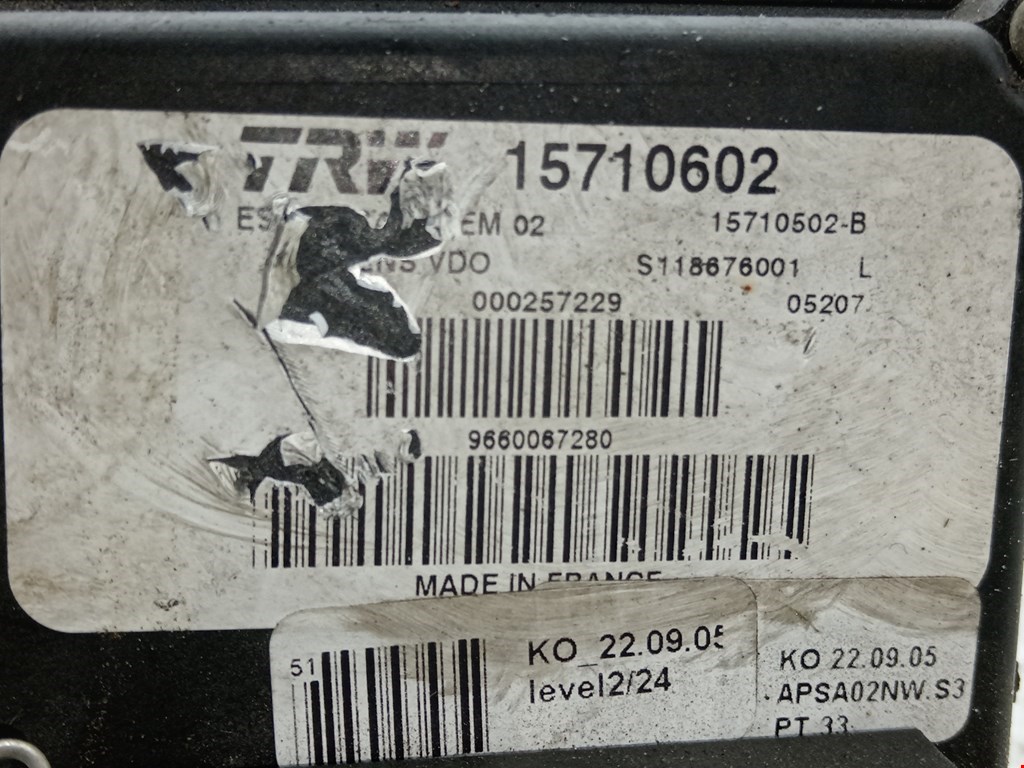 TRW 15710602
EM 02 15710502-B
VDO S118676001 L
000257229 05207
9660067280
MADE IN FRANCE
51
KO_22.09.05
level2/24
KO 22.09.05
APSA02NW.S3
PT 33